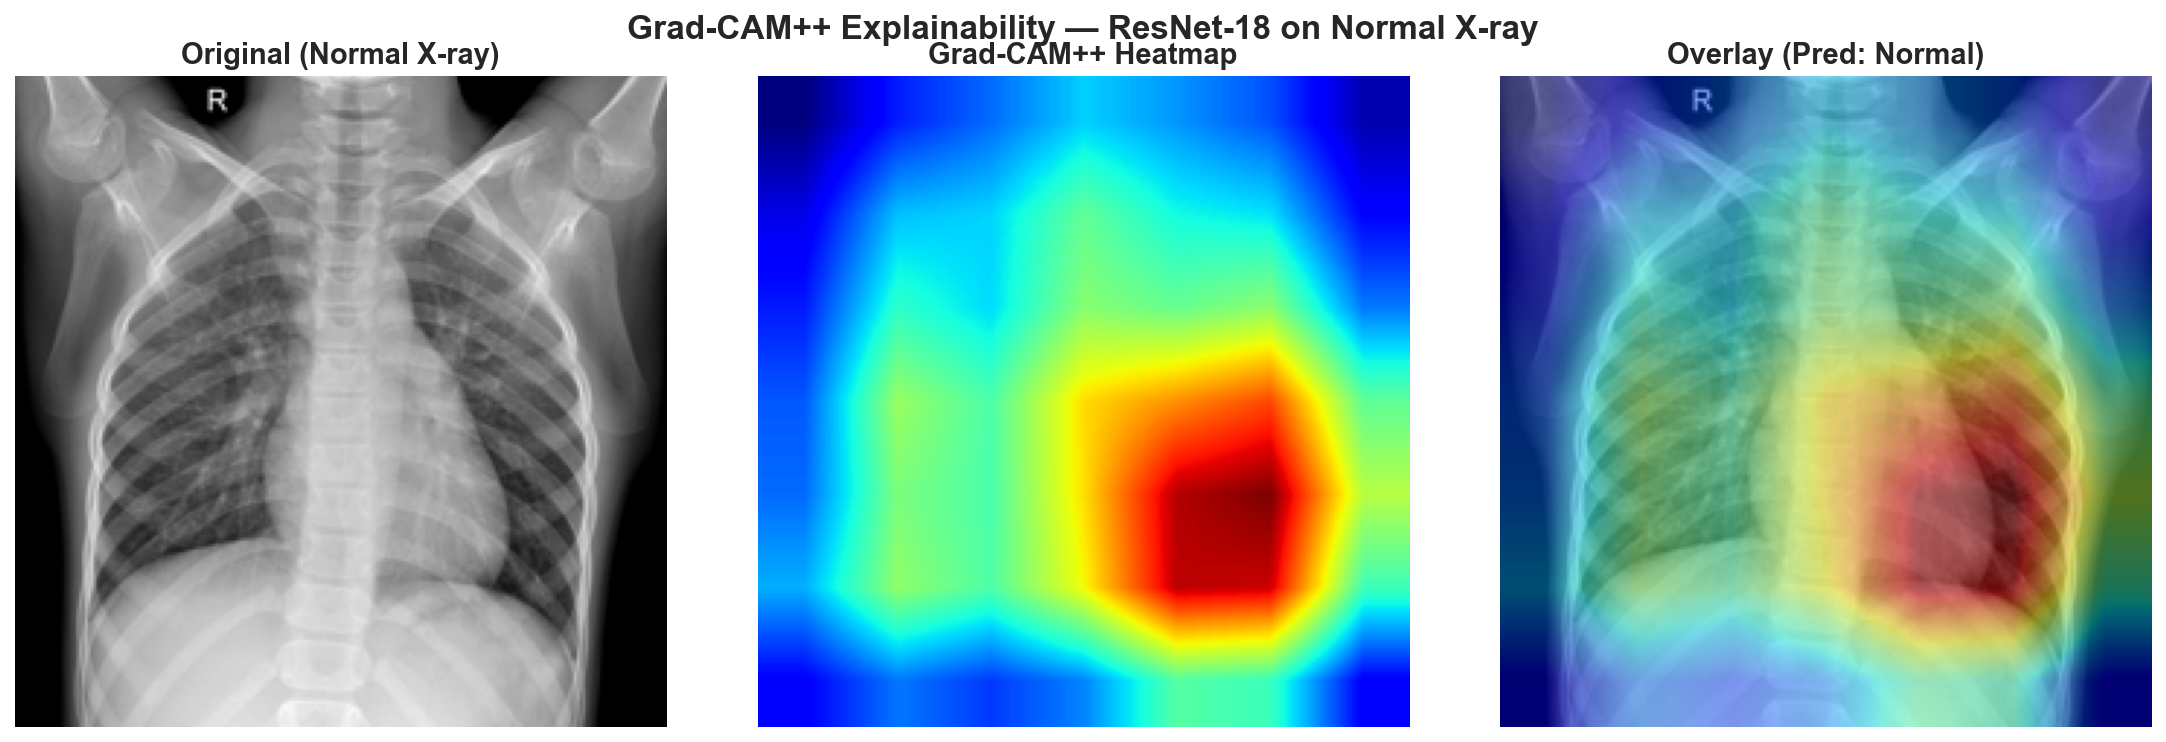 Grad-CAM++ Explainability — ResNet-18 on Normal X-ray
Original (Normal X-ray)
Grad-CAM++ Heatmap
Overlay (Pred: Normal)
R
R